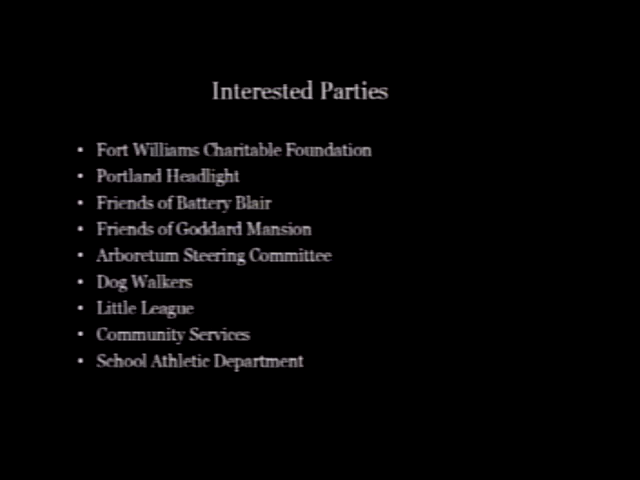 Interested Parties
• Fort Williams Charitable Foundation
• Portland Headlight
• Friends of Battery Blair
• Friends of Goddard Mansion
• Arboretum Steering Committee
• Dog Walkers
• Little League
• Community Services
• School Athletic Department